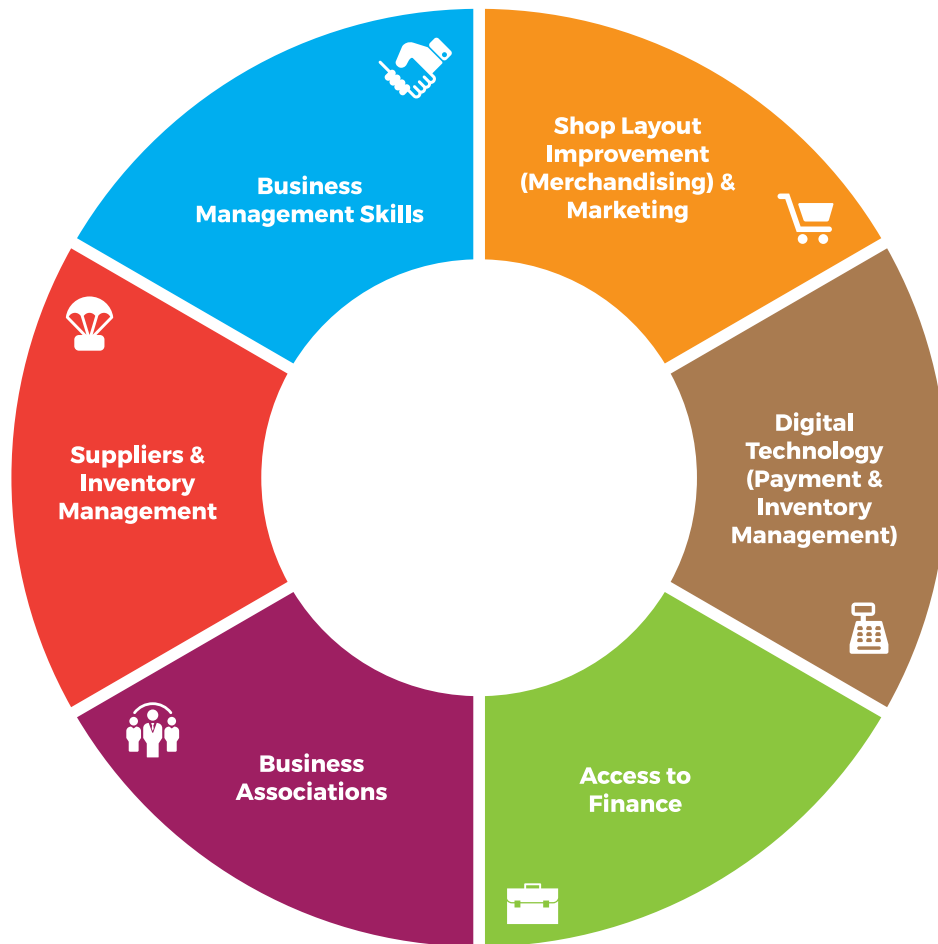 Shop Layout
Improvement
(Merchandising) &
Marketing
Business
Management Skills
Digital
Technology
(Payment &
Inventory
Management)
Suppliers &
Inventory
Management
Business
Associations
Access to
Finance